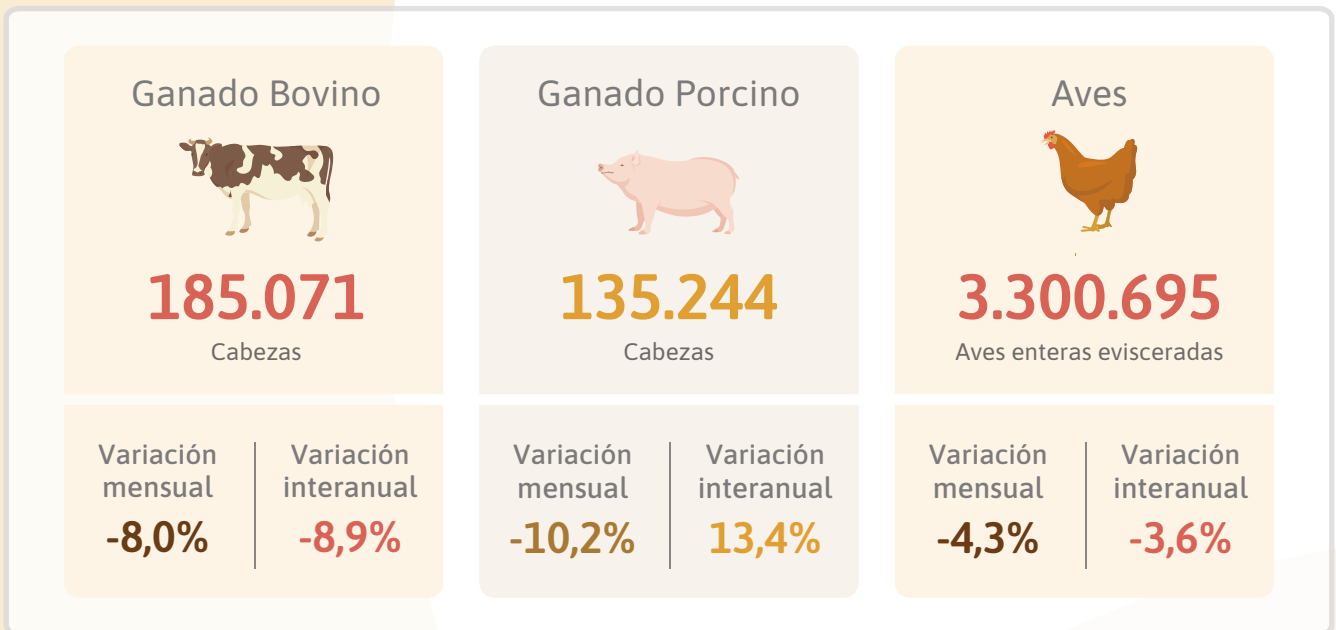 Ganado Bovino
185.071
Cabezas
Variación
mensual
-8,0%
Variación
interanual
-8,9%
Ganado Porcino
135.244
Cabezas
Variación
mensual
-10,2%
Variación
interanual
13,4%
Aves
3.300.695
Aves enteras evisceradas
Variación
mensual
-4,3%
Variación
interanual
-3,6%